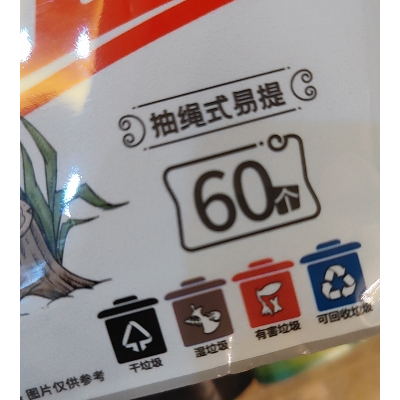 抽绳式易提
60个
干垃圾
湿垃圾
有害垃圾
可回收垃圾
图片仅供参考